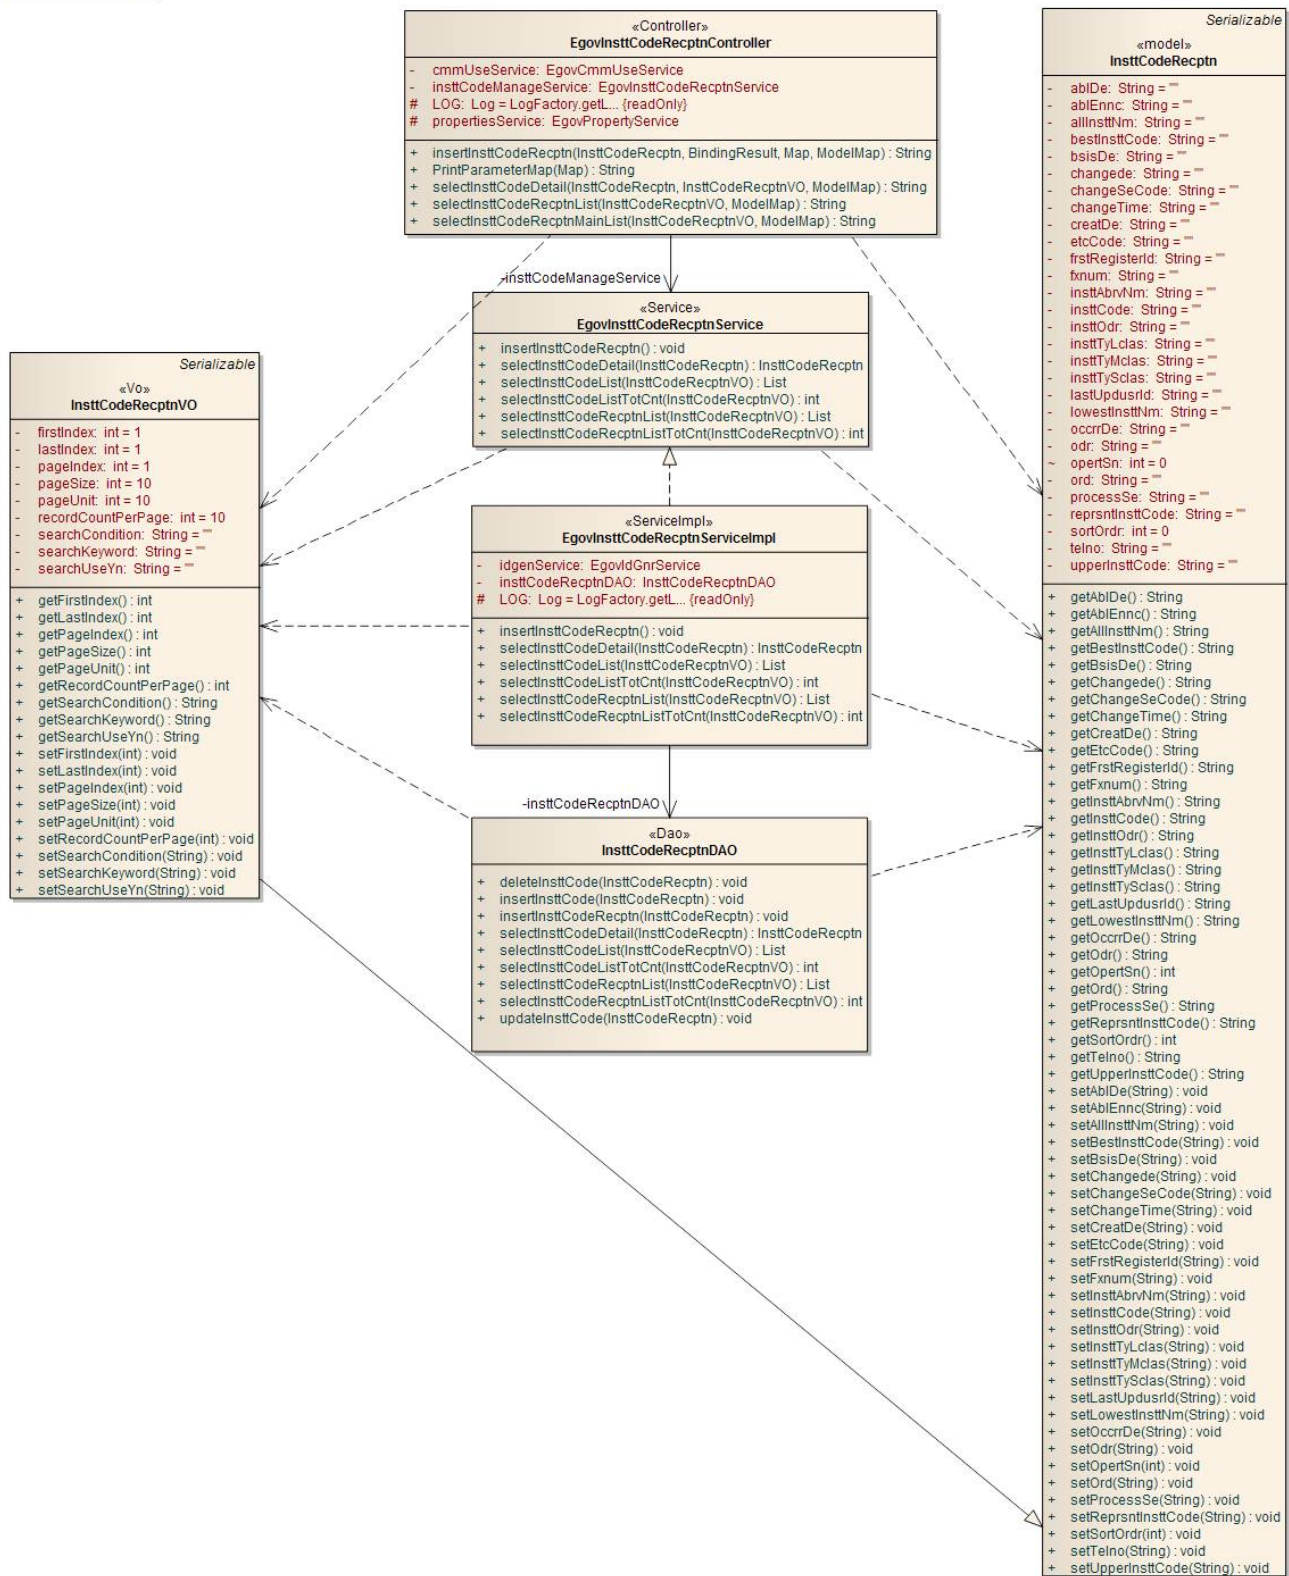 «Controller»
EgovInsttCodeRecptnController
- cmmUseService: EgovCmmUseService
- insttCodeManageService: EgovInsttCodeRecptnService
# LOG: Log = LogFactory.getL... {readOnly}
# propertiesService: EgovPropertyService
+ insertInsttCodeRecptn(InsttCodeRecptn, BindingResult, Map, ModelMap) : String
+ PrintParameterMap(Map) : String
+ selectInsttCodeDetail(InsttCodeRecptn, InsttCodeRecptnVO, ModelMap) : String
+ selectInsttCodeRecptnList(InsttCodeRecptnVO, ModelMap) : String
+ selectInsttCodeRecptnMainList(InsttCodeRecptnVO, ModelMap) : String
-insttCodeManageService
«Service»
EgovInsttCodeRecptnService
+ insertInsttCodeRecptn() : void
+ selectInsttCodeDetail(InsttCodeRecptn) : InsttCodeRecptn
+ selectInsttCodeList(InsttCodeRecptnVO) : List
+ selectInsttCodeListTotCnt(InsttCodeRecptnVO) : int
+ selectInsttCodeRecptnList(InsttCodeRecptnVO) : List
+ selectInsttCodeRecptnListTotCnt(InsttCodeRecptnVO) : int
Serializable
«Vo»
InsttCodeRecptnVO
- firstIndex: int = 1
- lastIndex: int = 1
- pageIndex: int = 1
- pageSize: int = 10
- pageUnit: int = 10
- recordCountPerPage: int = 10
- searchCondition: String = ""
- searchKeyword: String = ""
- searchUseYn: String = ""
+ getFirstIndex() : int
+ getLastIndex() : int
+ getPageIndex() : int
+ getPageSize() : int
+ getPageUnit() : int
+ getRecordCountPerPage() : int
+ getSearchCondition() : String
+ getSearchKeyword() : String
+ getSearchUseYn() : String
+ setFirstIndex(int) : void
+ setLastIndex(int) : void
+ setPageIndex(int) : void
+ setPageSize(int) : void
+ setPageUnit(int) : void
+ setRecordCountPerPage(int) : void
+ setSearchCondition(String) : void
+ setSearchKeyword(String) : void
+ setSearchUseYn(String) : void
«ServiceImpl»
EgovInsttCodeRecptnServiceImpl
- idgenService: EgovIdGnrService
- insttCodeRecptnDAO: InsttCodeRecptnDAO
# LOG: Log = LogFactory.getL... {readOnly}
+ insertInsttCodeRecptn() : void
+ selectInsttCodeDetail(InsttCodeRecptn) : InsttCodeRecptn
+ selectInsttCodeList(InsttCodeRecptnVO) : List
+ selectInsttCodeListTotCnt(InsttCodeRecptnVO) : int
+ selectInsttCodeRecptnList(InsttCodeRecptnVO) : List
+ selectInsttCodeRecptnListTotCnt(InsttCodeRecptnVO) : int
-insttCodeRecptnDAO
«Dao»
InsttCodeRecptnDAO
+ deleteInsttCode(InsttCodeRecptn) : void
+ insertInsttCode(InsttCodeRecptn) : void
+ insertInsttCodeRecptn(InsttCodeRecptn) : void
+ selectInsttCodeDetail(InsttCodeRecptn) : InsttCodeRecptn
+ selectInsttCodeList(InsttCodeRecptnVO) : List
+ selectInsttCodeListTotCnt(InsttCodeRecptnVO) : int
+ selectInsttCodeRecptnList(InsttCodeRecptnVO) : List
+ selectInsttCodeRecptnListTotCnt(InsttCodeRecptnVO) : int
+ updateInsttCode(InsttCodeRecptn) : void
Serializable
«model»
InsttCodeRecptn
- ablDe: String = ""
- ablEnnc: String = ""
- allInsttNm: String = ""
- bestInsttCode: String = ""
- bsisDe: String = ""
- changede: String = ""
- changeSeCode: String = ""
- changeTime: String = ""
- creatDe: String = ""
- etcCode: String = ""
- frstRegisterId: String = ""
- fxnum: String = ""
- insttAbrvNm: String = ""
- insttCode: String = ""
- insttOdr: String = ""
- insttTyLclas: String = ""
- insttTyMclas: String = ""
- insttTySclas: String = ""
- lastUpdusrId: String = ""
- lowestInsttNm: String = ""
- occrrDe: String = ""
- odr: String = ""
~ opertSn: int = 0
- ord: String = ""
- processSe: String = ""
- reprsntInsttCode: String = ""
- sortOrdr: int = 0
- telno: String = ""
- upperInsttCode: String = ""
+ getAblDe() : String
+ getAblEnnc() : String
+ getAllInsttNm() : String
+ getBestInsttCode() : String
+ getBsisDe() : String
+ getChangede() : String
+ getChangeSeCode() : String
+ getChangeTime() : String
+ getCreatDe() : String
+ getEtcCode() : String
+ getFrstRegisterId() : String
+ getFxnum() : String
+ getInsttAbrvNm() : String
+ getInsttCode() : String
+ getInsttOdr() : String
+ getInsttTyLclas() : String
+ getInsttTyMclas() : String
+ getInsttTySclas() : String
+ getLastUpdusrId() : String
+ getLowestInsttNm() : String
+ getOccrrDe() : String
+ getOdr() : String
+ getOpertSn() : int
+ getOrd() : String
+ getProcessSe() : String
+ getReprsntInsttCode() : String
+ getSortOrdr() : int
+ getTelno() : String
+ getUpperInsttCode() : String
+ setAblDe(String) : void
+ setAblEnnc(String) : void
+ setAllInsttNm(String) : void
+ setBestInsttCode(String) : void
+ setBsisDe(String) : void
+ setChangede(String) : void
+ setChangeSeCode(String) : void
+ setChangeTime(String) : void
+ setCreatDe(String) : void
+ setEtcCode(String) : void
+ setFrstRegisterId(String) : void
+ setFxnum(String) : void
+ setInsttAbrvNm(String) : void
+ setInsttCode(String) : void
+ setInsttOdr(String) : void
+ setInsttTyLclas(String) : void
+ setInsttTyMclas(String) : void
+ setInsttTySclas(String) : void
+ setLastUpdusrId(String) : void
+ setLowestInsttNm(String) : void
+ setOccrrDe(String) : void
+ setOdr(String) : void
+ setOpertSn(int) : void
+ setOrd(String) : void
+ setProcessSe(String) : void
+ setReprsntInsttCode(String) : void
+ setSortOrdr(int) : void
+ setTelno(String) : void
+ setUpperInsttCode(String) : void